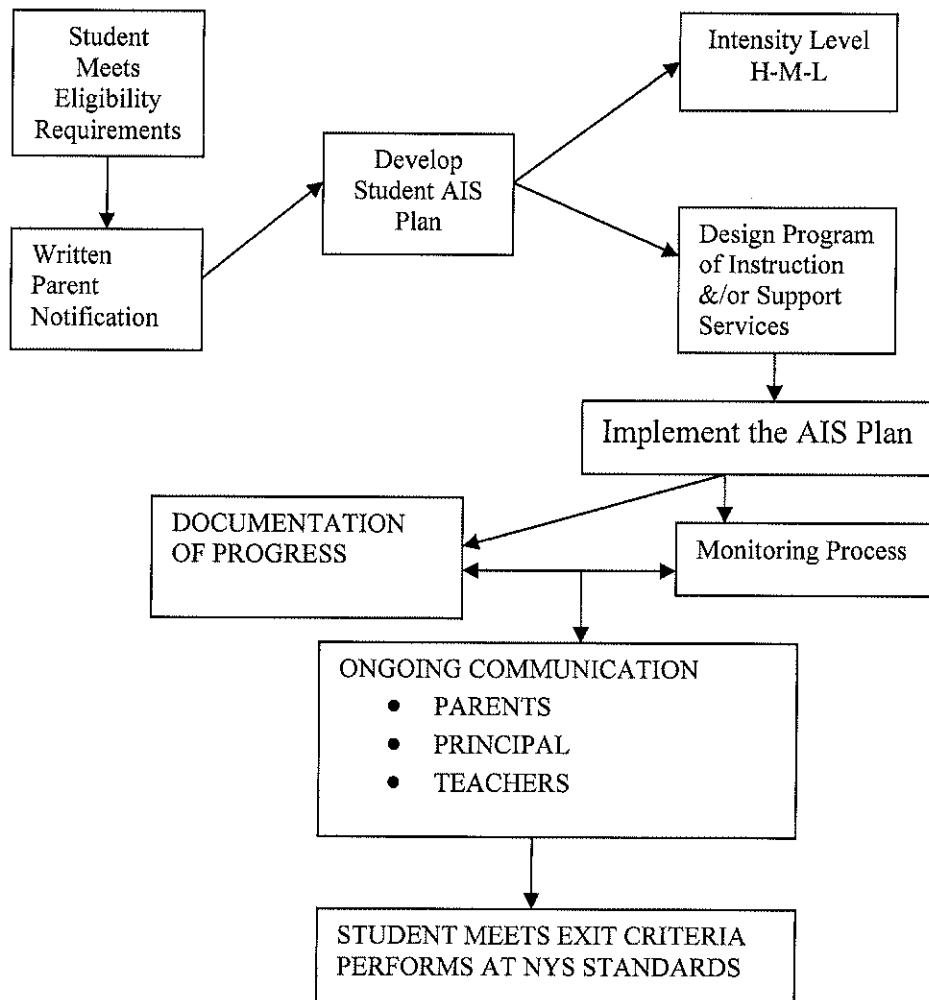 Student
Meets
Eligibility
Requirements
Written
Parent
Notification
Develop
Student AIS
Plan
Intensity Level
H-M-L
Design Program
of Instruction
&/or Support
Services
Implement the AIS Plan
DOCUMENTATION
OF PROGRESS
Monitoring Process
ONGOING COMMUNICATION
• PARENTS
• PRINCIPAL
• TEACHERS
STUDENT MEETS EXIT CRITERIA
PERFORMS AT NYS STANDARDS